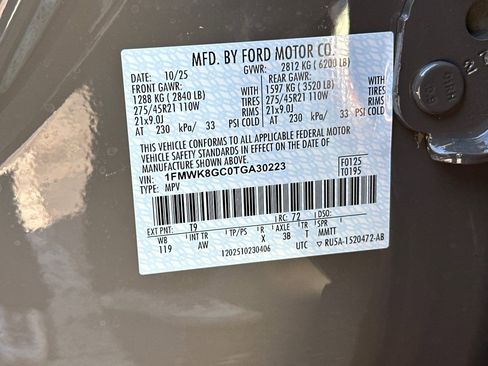 MFD. BY FORD MOTOR CO.
10/25 GVWR: 2812 KG ( 6200 LB)
FRONT GAWR: REAR GAWR:
1288 KG ( 2840 LB) WITH 1597 KG ( 3520 LB) WITH
275/45R21 110W TIRES 275/45R21 110W TIRES
21x9.0J RIMS 21x9.0J RIMS
AT 230 kPa/ 33 PSI COLD AT 230 kPa/ 33 PSI COLD
THIS VEHICLE CONFORMS TO ALL APPLICABLE FEDERAL MOTOR
VEHICLE SAFETY AND BUMPER STANDARDS IN EFFECT ON THE DATE OF
MANUFACTURE SHOWN ABOVE.
VIN: 1FMWK8GC0TGA30223 F0125
TYPE: MPV T0195
EXT PNT: T9 RC: 72 DSO:
WB INT TR TP/PS R AXLE TR
119 AW X 3B T MMTT
1202510230406 UTC RU5A-1520472-AB